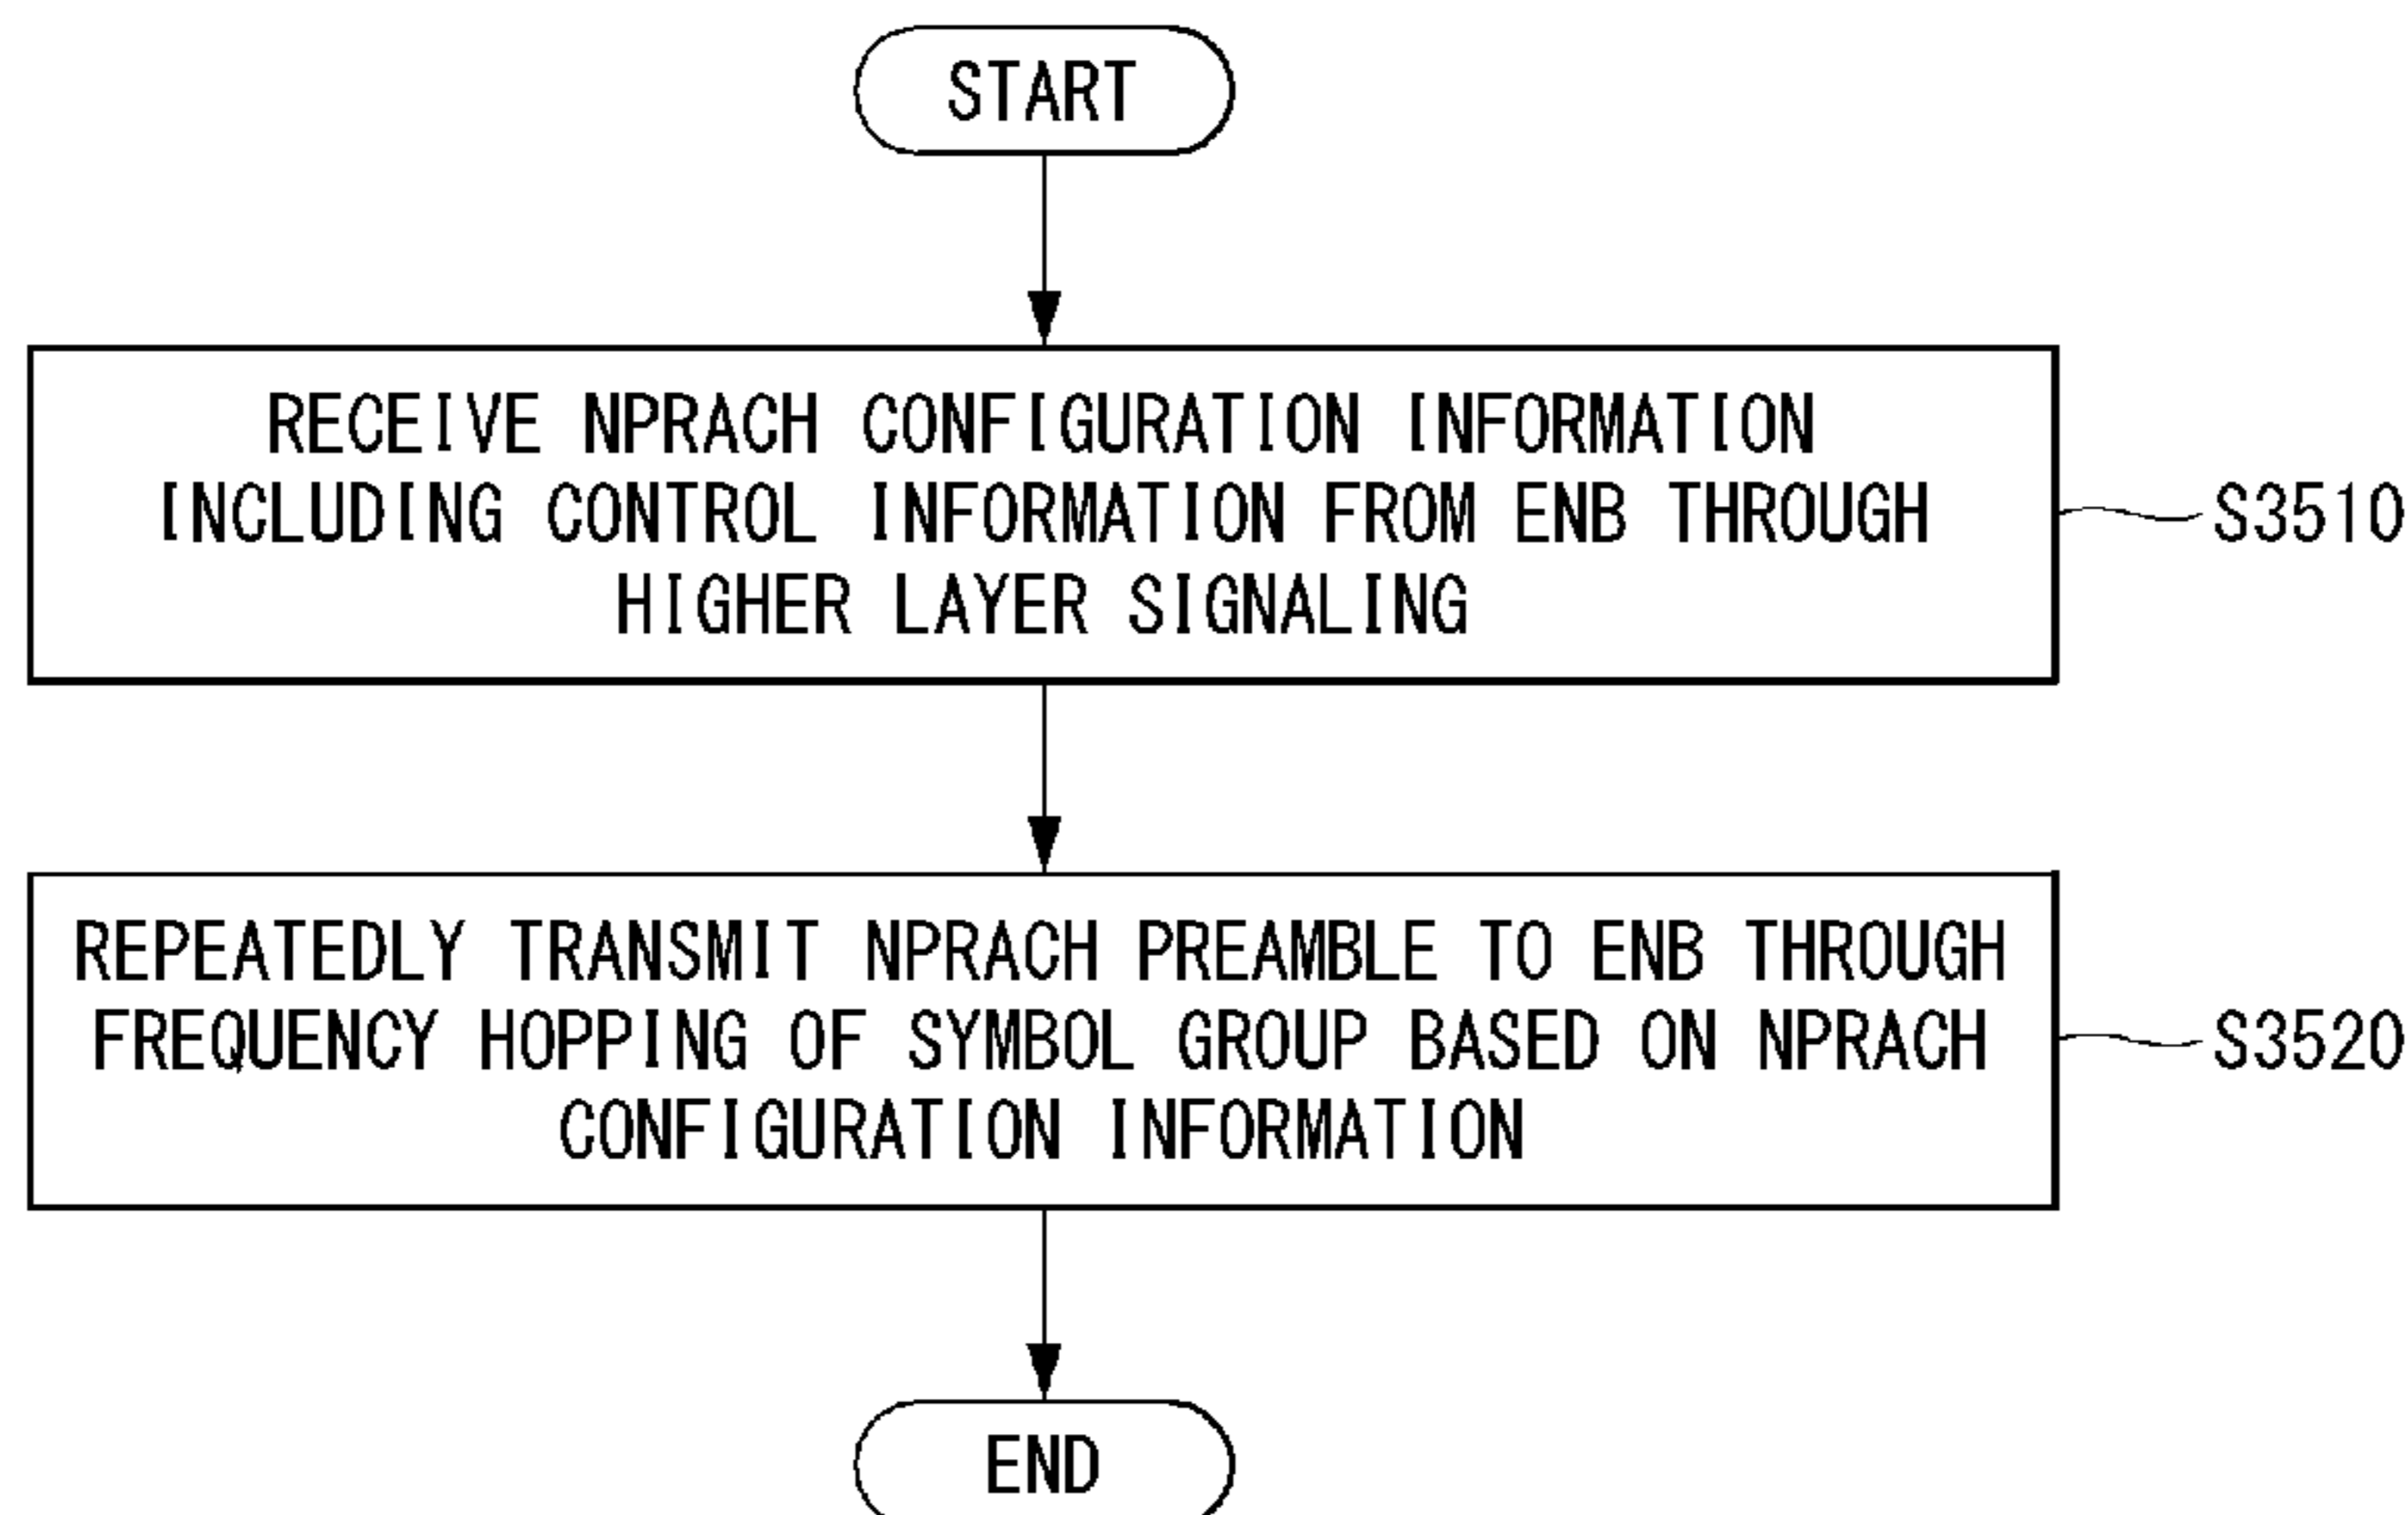 START
RECEIVE NPRACH CONFIGURATION INFORMATION
INCLUDING CONTROL INFORMATION FROM ENB THROUGH
HIGHER LAYER SIGNALING
S3510
REPEATEDLY TRANSMIT NPRACH PREAMBLE TO ENB THROUGH
FREQUENCY HOPPING OF SYMBOL GROUP BASED ON NPRACH
CONFIGURATION INFORMATION
S3520
END